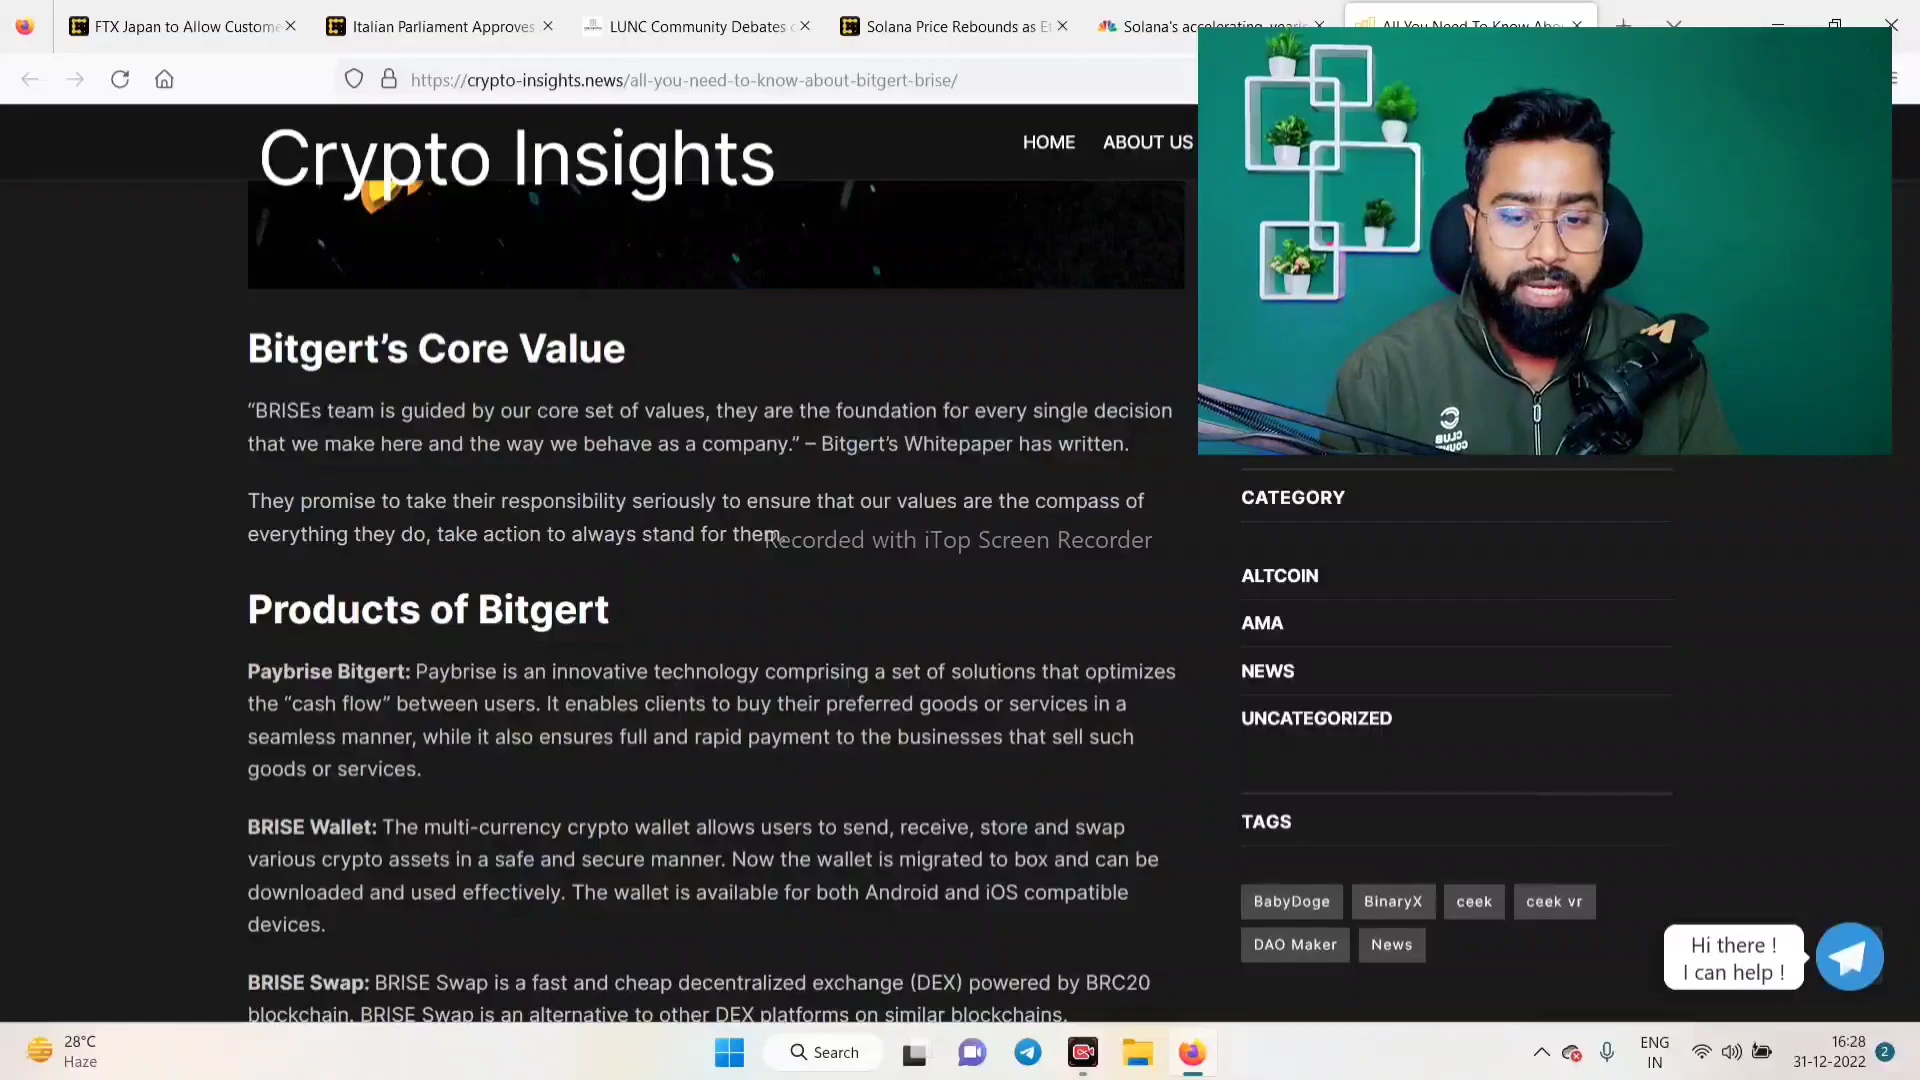 FTX Japan to Allow Custome
Italian Parliament Approves
LUNC Community Debates
Solana Price Rebounds as Et
Solana's accelerating, yearl
All You Need To Know Abo
https://crypto-insights.news/all-you-need-to-know-about-bitgert-brise/
Crypto Insights
HOME
ABOUT US
Bitgert’s Core Value
“BRISEs team is guided by our core set of values, they are the foundation for every single decision
that we make here and the way we behave as a company.” – Bitgert’s Whitepaper has written.
They promise to take their responsibility seriously to ensure that our values are the compass of
everything they do, take action to always stand for them.
Recorded with iTop Screen Recorder
Products of Bitgert
Paybrise Bitgert: Paybrise is an innovative technology comprising a set of solutions that optimizes
the “cash flow” between users. It enables clients to buy their preferred goods or services in a
seamless manner, while it also ensures full and rapid payment to the businesses that sell such
goods or services.
BRISE Wallet: The multi-currency crypto wallet allows users to send, receive, store and swap
various crypto assets in a safe and secure manner. Now the wallet is migrated to box and can be
downloaded and used effectively. The wallet is available for both Android and iOS compatible
devices.
BRISE Swap: BRISE Swap is a fast and cheap decentralized exchange (DEX) powered by BRC20
blockchain. BRISE Swap is an alternative to other DEX platforms on similar blockchains.
CLUB
CATEGORY
ALTCOIN
AMA
NEWS
UNCATEGORIZED
TAGS
BabyDoge
BinaryX
ceek
ceek vr
DAO Maker
News
Hi there !
I can help !
28°C
Haze
Search
ENG
IN
16:28
31-12-2022
2